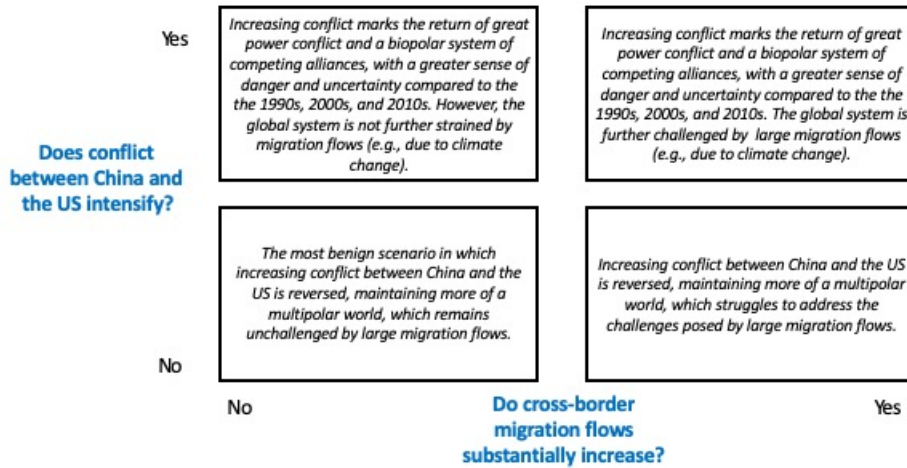 Yes
Increasing conflict marks the return of great
power conflict and a biopolar system of
competing alliances, with a greater sense of
danger and uncertainty compared to the
the 1990s, 2000s, and 2010s. However, the
global system is not further strained by
migration flows (e.g., due to climate
change).
Increasing conflict marks the return of great
power conflict and a biopolar system of
competing alliances, with a greater sense of
danger and uncertainty compared to the the
1990s, 2000s, and 2010s. The global system is
further challenged by large migration flows
(e.g., due to climate change).
Does conflict
between China and
the US intensify?
The most benign scenario in which
increasing conflict between China and the
US is reversed, maintaining more of a
multipolar world, which remains
unchallenged by large migration flows.
Increasing conflict between China and the US
is reversed, maintaining more of a multipolar
world, which struggles to address the
challenges posed by large migration flows.
No
No
Do cross-border
migration flows
substantially increase?
Yes